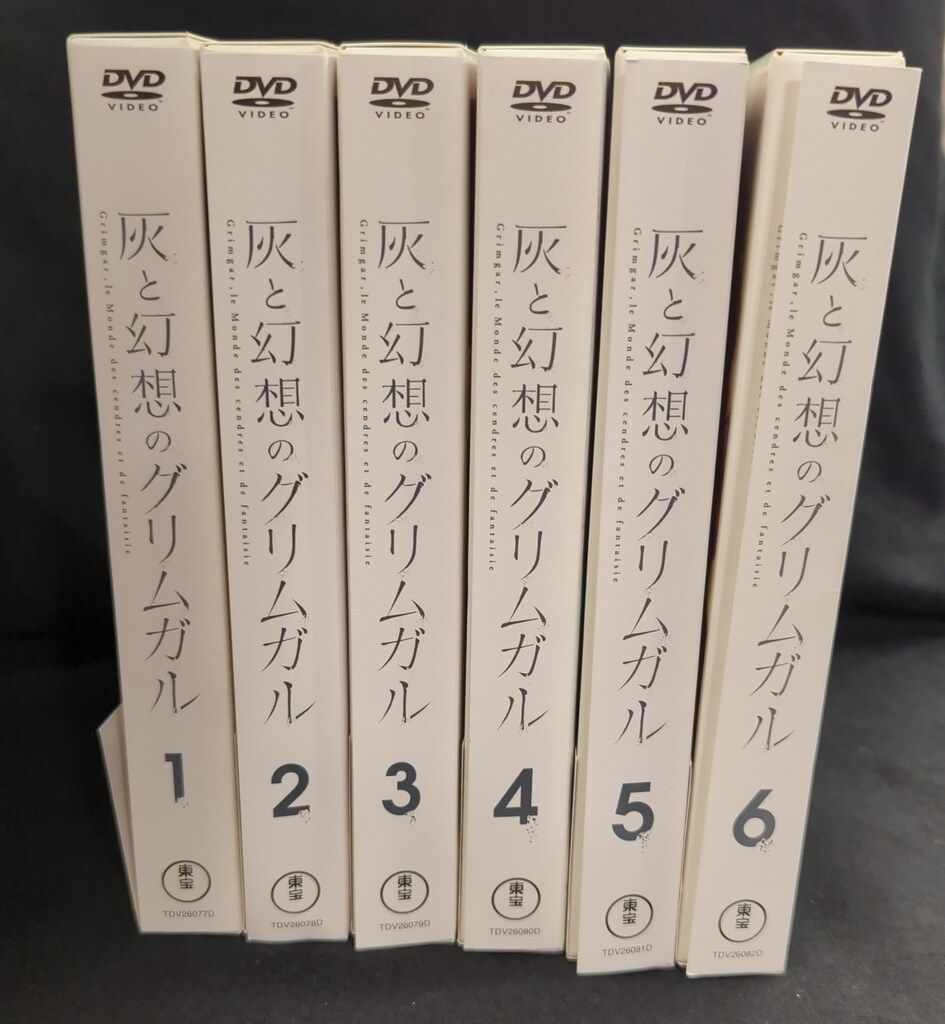 DVD
VIDEO
灰と幻想のグリムガル
Grimgar, le Monde des cendres et de fantaisie
1
東宝
TDV26077D
DVD
VIDEO
灰と幻想のグリムガル
Grimgar, le Monde des cendres et de fantaisie
2
東宝
TDV26078D
DVD
VIDEO
灰と幻想のグリムガル
Grimgar, le Monde des cendres et de fantaisie
3
東宝
TDV26079D
DVD
VIDEO
灰と幻想のグリムガル
Grimgar, le Monde des cendres et de fantaisie
4
東宝
TDV26080D
DVD
VIDEO
灰と幻想のグリムガル
Grimgar, le Monde des cendres et de fantaisie
5
東宝
TDV26081D
DVD
VIDEO
灰と幻想のグリムガル
Grimgar, le Monde des cendres et de fantaisie
6
東宝
TDV26082D